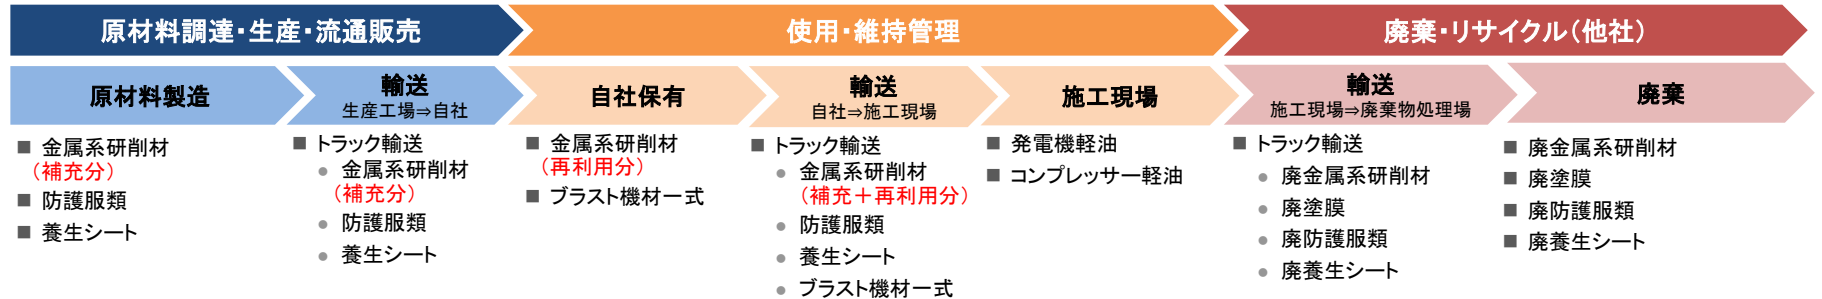 原材料調達・生産・流通販売
使用・維持管理
廃棄・リサイクル（他社）
原材料製造
■ 金属系研削材
（補充分）
■ 防護服類
■ 養生シート
輸送
生産工場⇒自社
■ トラック輸送
● 金属系研削材
（補充分）
● 防護服類
● 養生シート
自社保有
■ 金属系研削材
（再利用分）
■ ブラスト機材一式
輸送
自社⇒施工現場
■ トラック輸送
● 金属系研削材
（補充＋再利用分）
● 防護服類
● 養生シート
● ブラスト機材一式
施工現場
■ 発電機軽油
■ コンプレッサー軽油
輸送
施工現場⇒廃棄物処理場
■ トラック輸送
● 廃金属系研削材
● 廃塗膜
● 廃防護服類
● 廃養生シート
廃棄
■ 廃金属系研削材
■ 廃塗膜
■ 廃防護服類
■ 廃養生シート